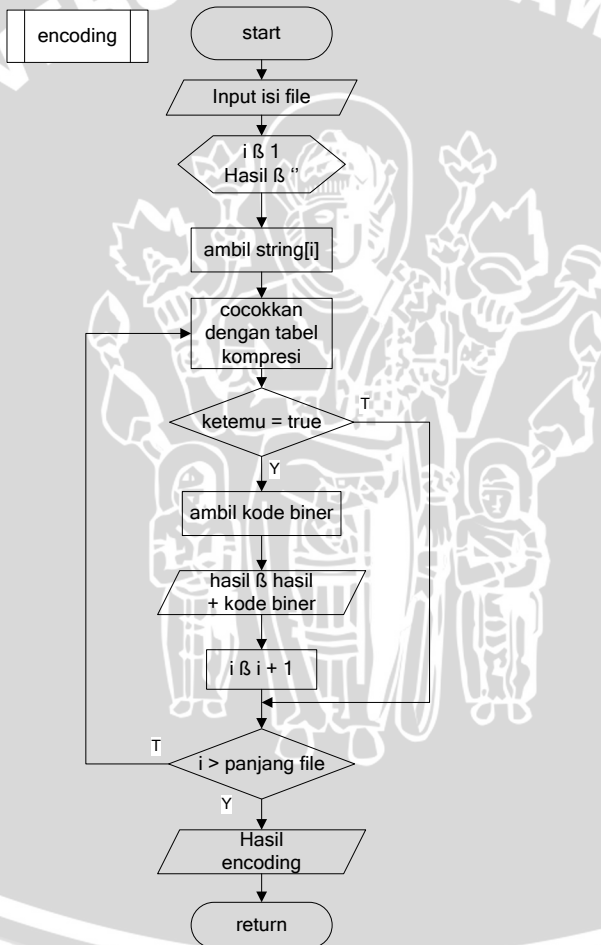 encoding
start
Input isi file
i ß 1
Hasil ß ‘’
ambil string[i]
cocokkan
dengan tabel
kompresi
ketemu = true
T
Y
ambil kode biner
hasil ß hasil
+ kode biner
i ß i + 1
T
i > panjang file
Y
Hasil
encoding
return